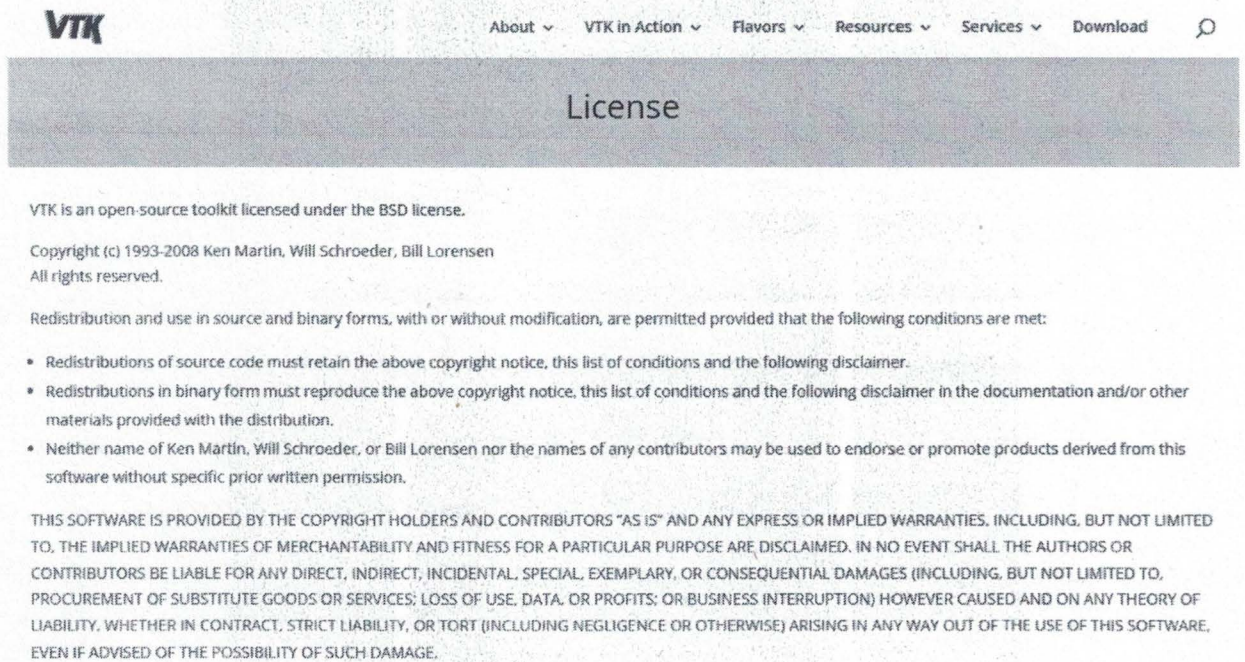 VTK About VTK in Action Flavors Resources Services Download
License
VTK is an open-source toolkit licensed under the BSD license.
Copyright (c) 1993-2008 Ken Martin, Will Schroeder, Bill Lorensen
All rights reserved.
Redistribution and use in source and binary forms, with or without modification, are permitted provided that the following conditions are met:
• Redistributions of source code must retain the above copyright notice, this list of conditions and the following disclaimer.
• Redistributions in binary form must reproduce the above copyright notice, this list of conditions and the following disclaimer in the documentation and/or other
materials provided with the distribution.
• Neither name of Ken Martin, Will Schroeder, or Bill Lorensen nor the names of any contributors may be used to endorse or promote products derived from this
software without specific prior written permission.
THIS SOFTWARE IS PROVIDED BY THE COPYRIGHT HOLDERS AND CONTRIBUTORS "AS IS" AND ANY EXPRESS OR IMPLIED WARRANTIES, INCLUDING, BUT NOT LIMITED
TO, THE IMPLIED WARRANTIES OF MERCHANTABILITY AND FITNESS FOR A PARTICULAR PURPOSE ARE DISCLAIMED. IN NO EVENT SHALL THE AUTHORS OR
CONTRIBUTORS BE LIABLE FOR ANY DIRECT, INDIRECT, INCIDENTAL, SPECIAL, EXEMPLARY, OR CONSEQUENTIAL DAMAGES (INCLUDING, BUT NOT LIMITED TO,
PROCUREMENT OF SUBSTITUTE GOODS OR SERVICES; LOSS OF USE, DATA, OR PROFITS; OR BUSINESS INTERRUPTION) HOWEVER CAUSED AND ON ANY THEORY OF
LIABILITY, WHETHER IN CONTRACT, STRICT LIABILITY, OR TORT (INCLUDING NEGLIGENCE OR OTHERWISE) ARISING IN ANY WAY OUT OF THE USE OF THIS SOFTWARE,
EVEN IF ADVISED OF THE POSSIBILITY OF SUCH DAMAGE.